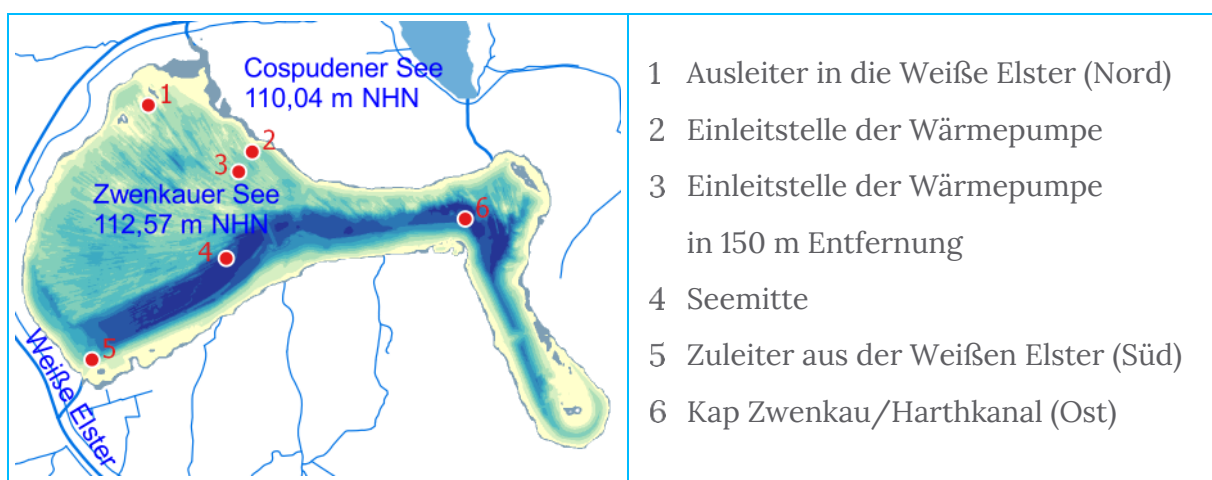 Cospudener See
110,04 m NHN
1
2
3
Zwenkauer See
112,57 m NHN
6
4
5
Weiße Elster
1 Ausleiter in die Weiße Elster (Nord)
2 Einleitstelle der Wärmepumpe
3 Einleitstelle der Wärmepumpe
in 150 m Entfernung
4 Seemitte
5 Zuleiter aus der Weißen Elster (Süd)
6 Kap Zwenkau/Harthkanal (Ost)